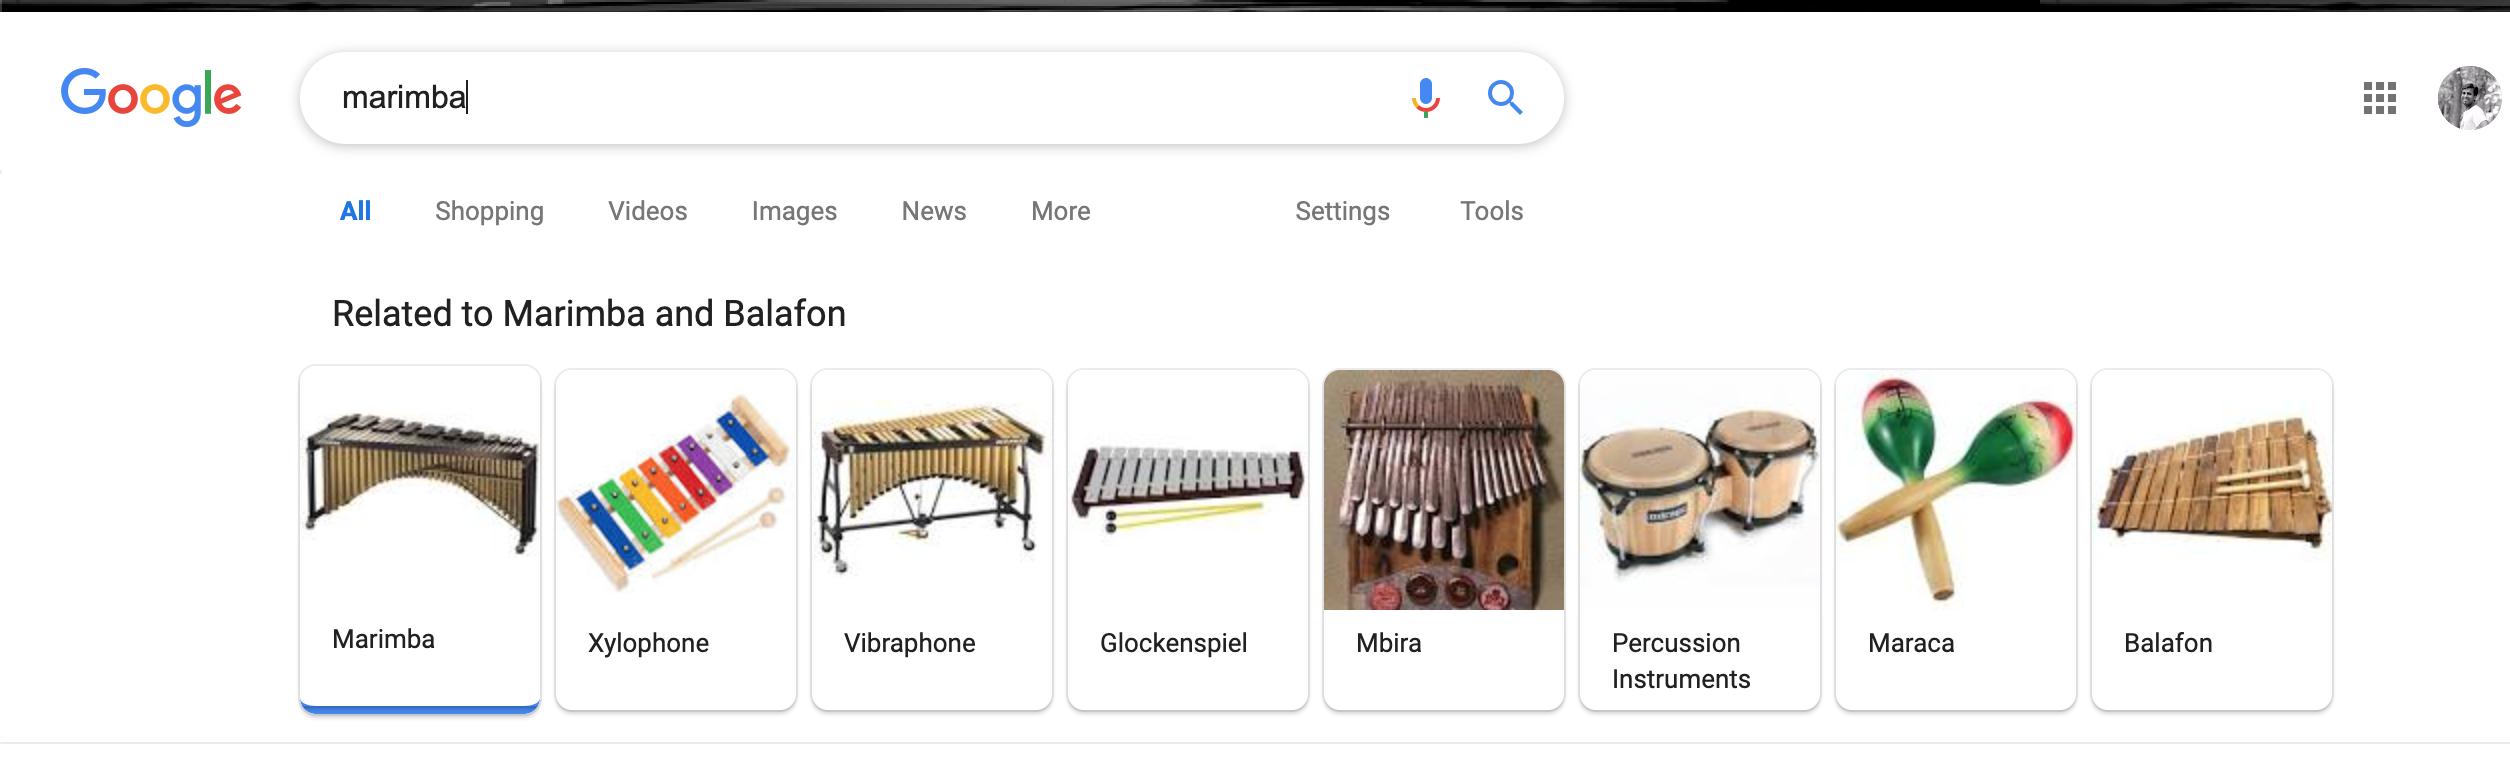 Google
marimba
All Shopping Videos Images News More Settings Tools
Related to Marimba and Balafon
Marimba
Xylophone
Vibraphone
Glockenspiel
Mbira
Percussion
Instruments
Maraca
Balafon